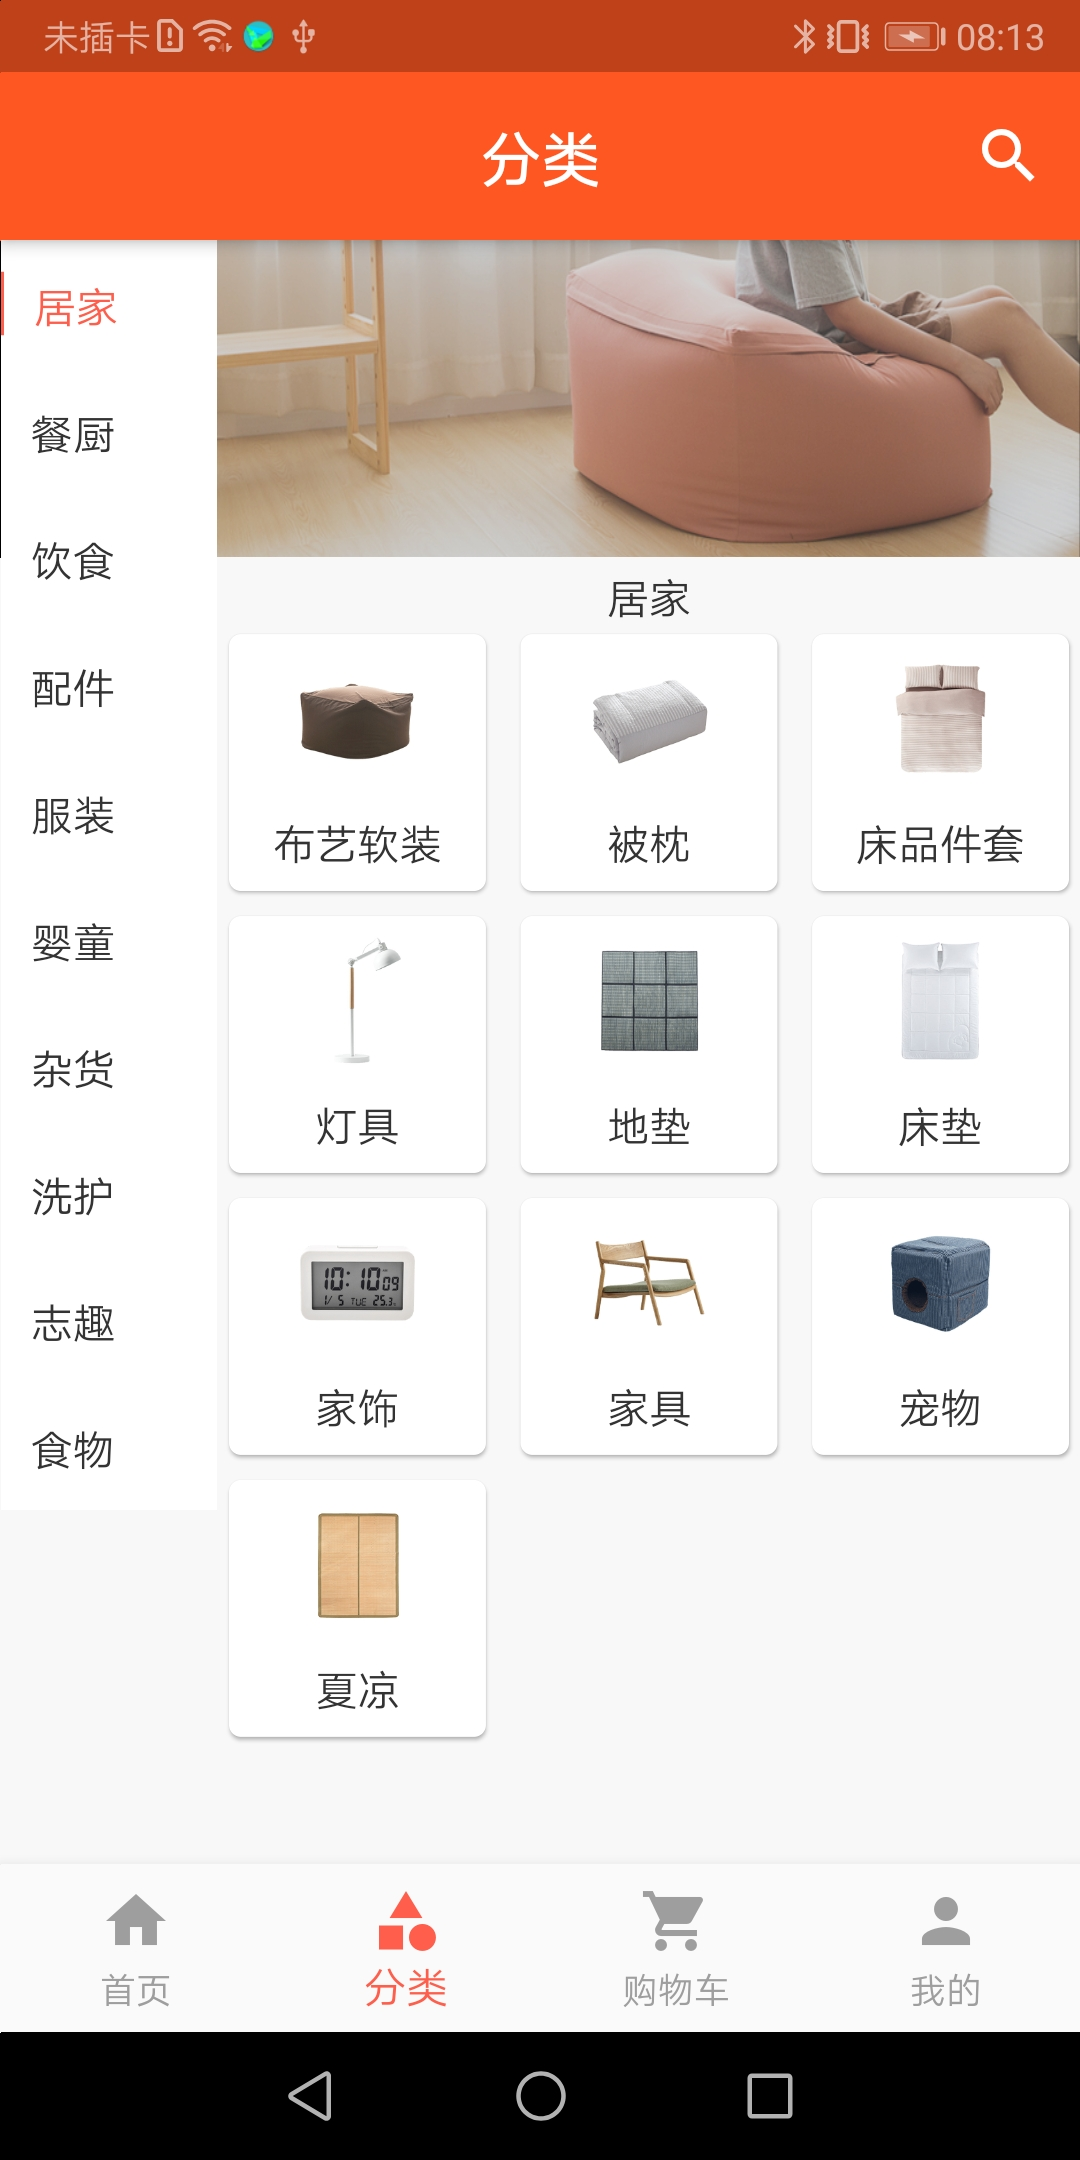 未插卡 08:13
分类
居家
餐厨
饮食
配件
服装
婴童
杂货
洗护
志趣
食物
居家
布艺软装 被枕 床品件套
灯具 地垫 床垫
10:10 09
1/5 TUE 25.3
家饰 家具 宠物
夏凉
首页 分类 购物车 我的